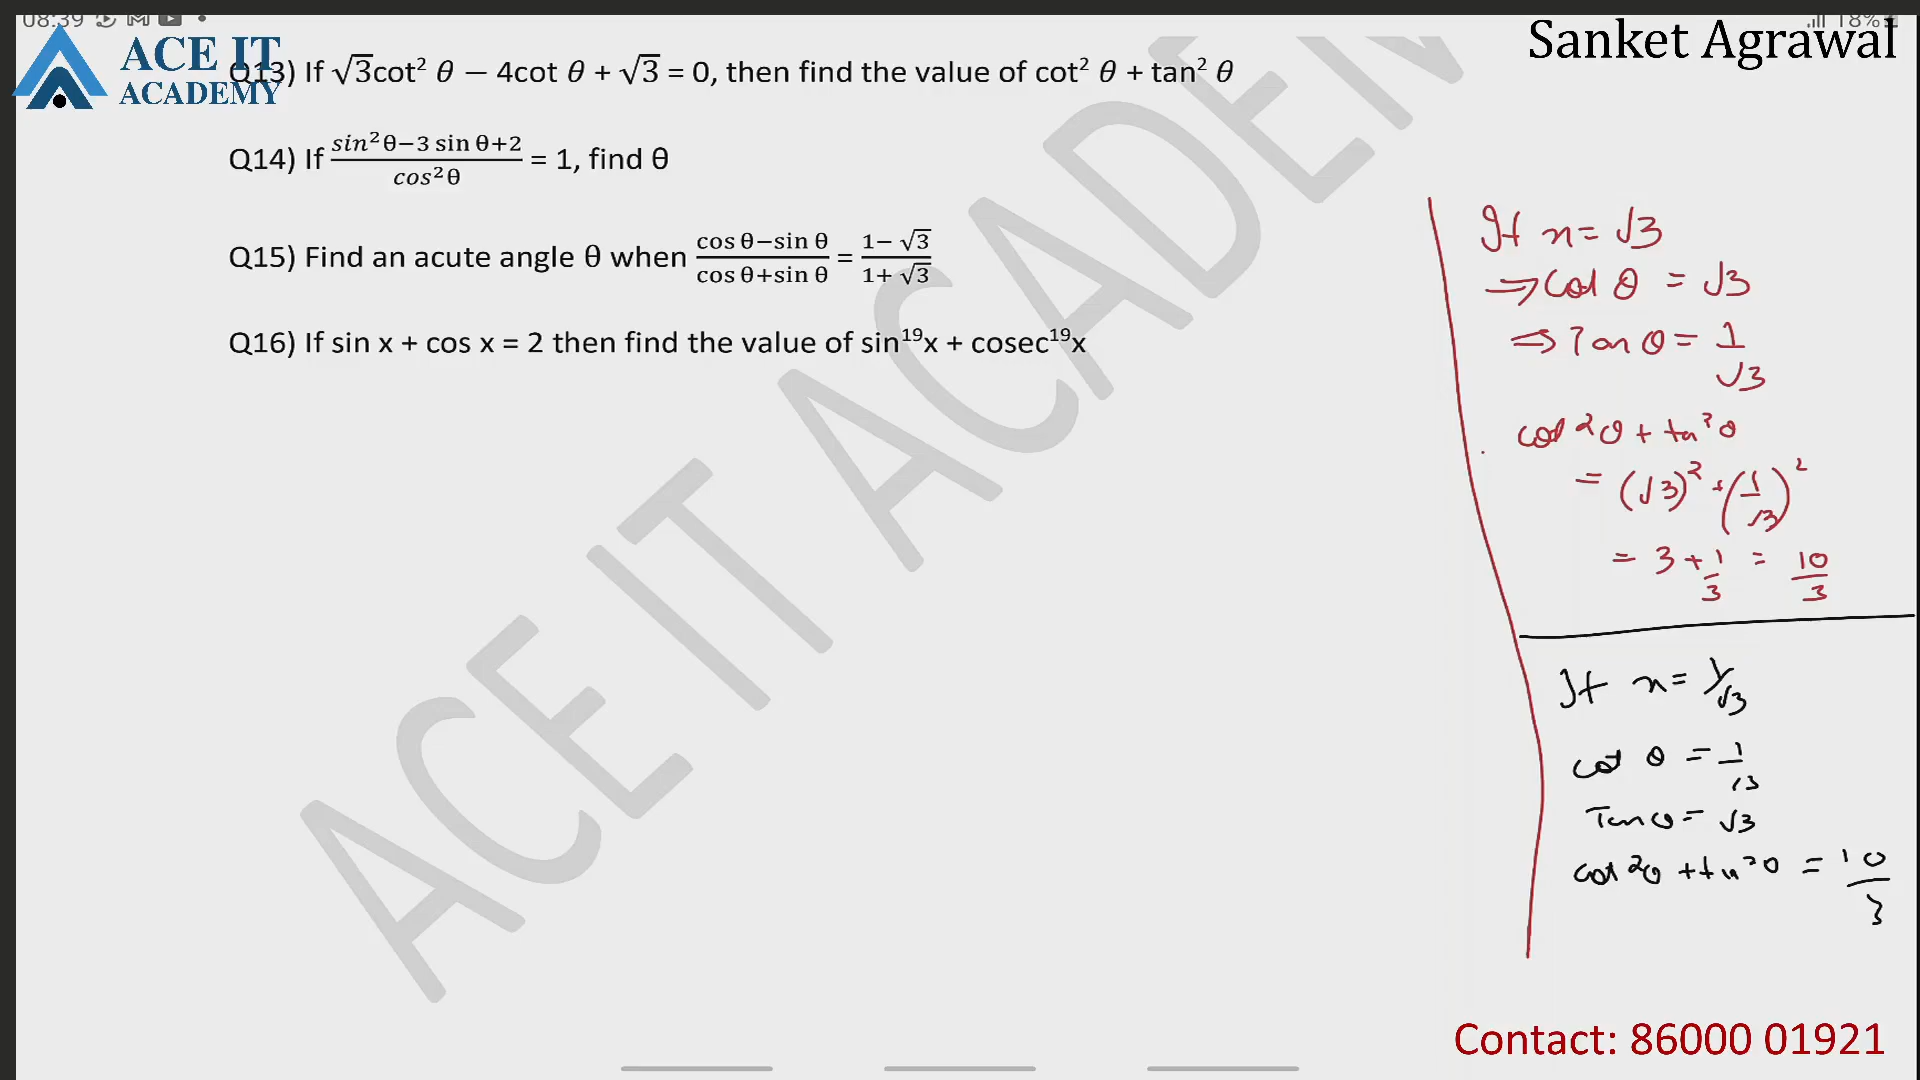 08:39
18%
ACE IT
ACADEMY
Sanket Agrawal
Q13) If √3cot² θ − 4cot θ + √3 = 0, then find the value of cot² θ + tan² θ
Q14) If (sin²θ−3 sin θ+2)/(cos²θ) = 1, find θ
Q15) Find an acute angle θ when (cos θ−sin θ)/(cos θ+sin θ) = (1− √3)/(1+ √3)
Q16) If sin x + cos x = 2 then find the value of sin¹⁹x + cosec¹⁹x
ACE IT ACADEM
If x = √3
⇒ cot θ = √3
⇒ Tan θ = 1/√3
cot²θ + tan²θ
= (√3)² + (1/√3)²
= 3 + 1/3 = 10/3
If x = 1/√3
cot θ = 1/√3
Tan θ = √3
cot²θ + tan²θ = 10/3
Contact: 86000 01921